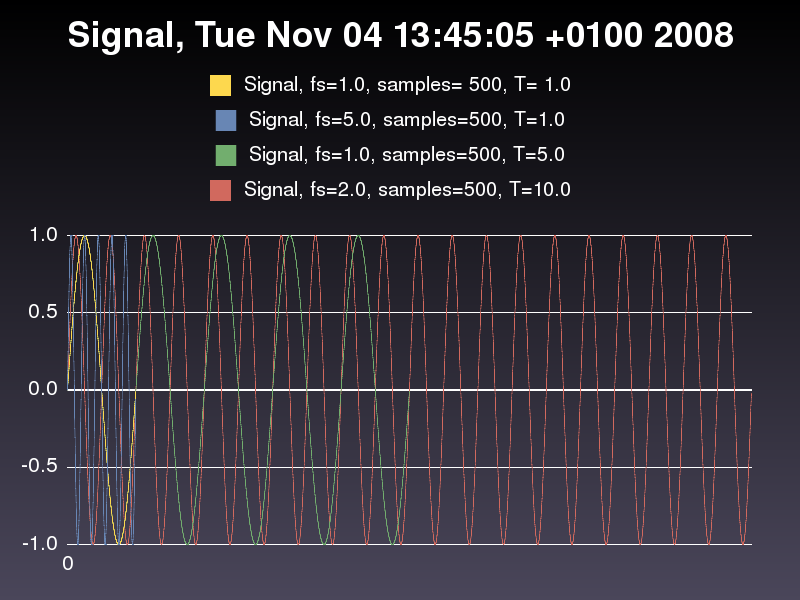 Signal, Tue Nov 04 13:45:05 +0100 2008
Signal, fs=1.0, samples= 500, T= 1.0
Signal, fs=5.0, samples=500, T=1.0
Signal, fs=1.0, samples=500, T=5.0
Signal, fs=2.0, samples=500, T=10.0
1.0
0.5
0.0
-0.5
-1.0
0